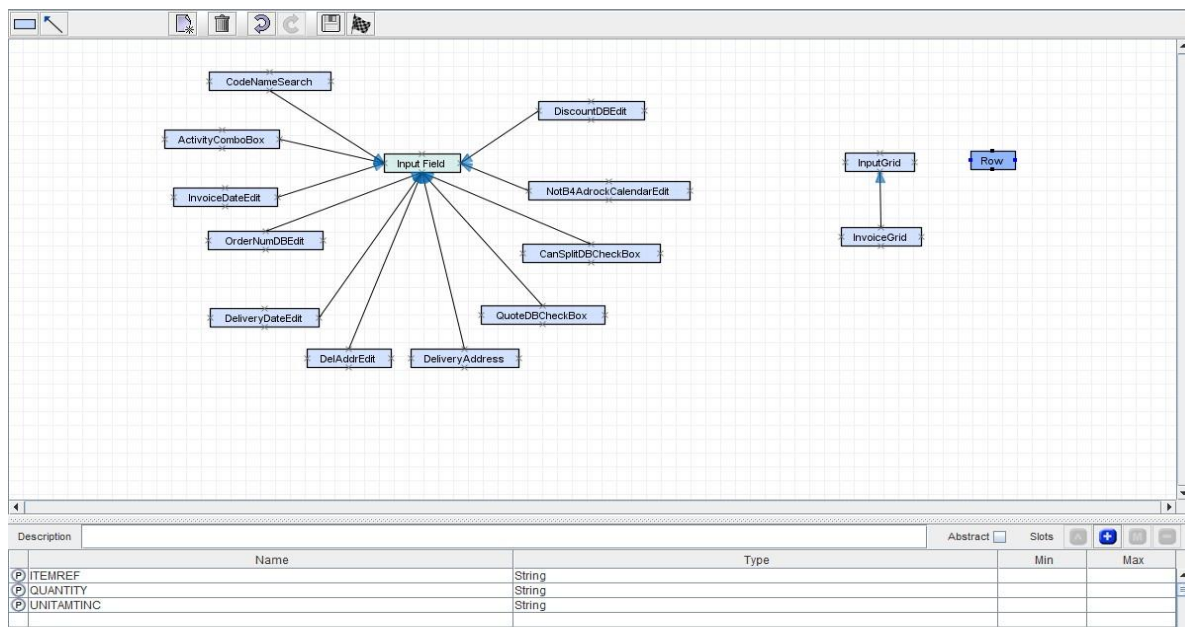 CodeNameSearch
DiscountDBEdit
ActivityComboBox
Input Field
InputGrid
Row
NotB4AdrockCalendarEdit
InvoiceDateEdit
OrderNumDBEdit
InvoiceGrid
CanSplitDBCheckBox
DeliveryDateEdit
QuoteDBCheckBox
DelAddrEdit
DeliveryAddress
Description
Abstract
Slots
A
M
Name Type Min Max
P ITEMREF String
P QUANTITY String
P UNITAMTINC String